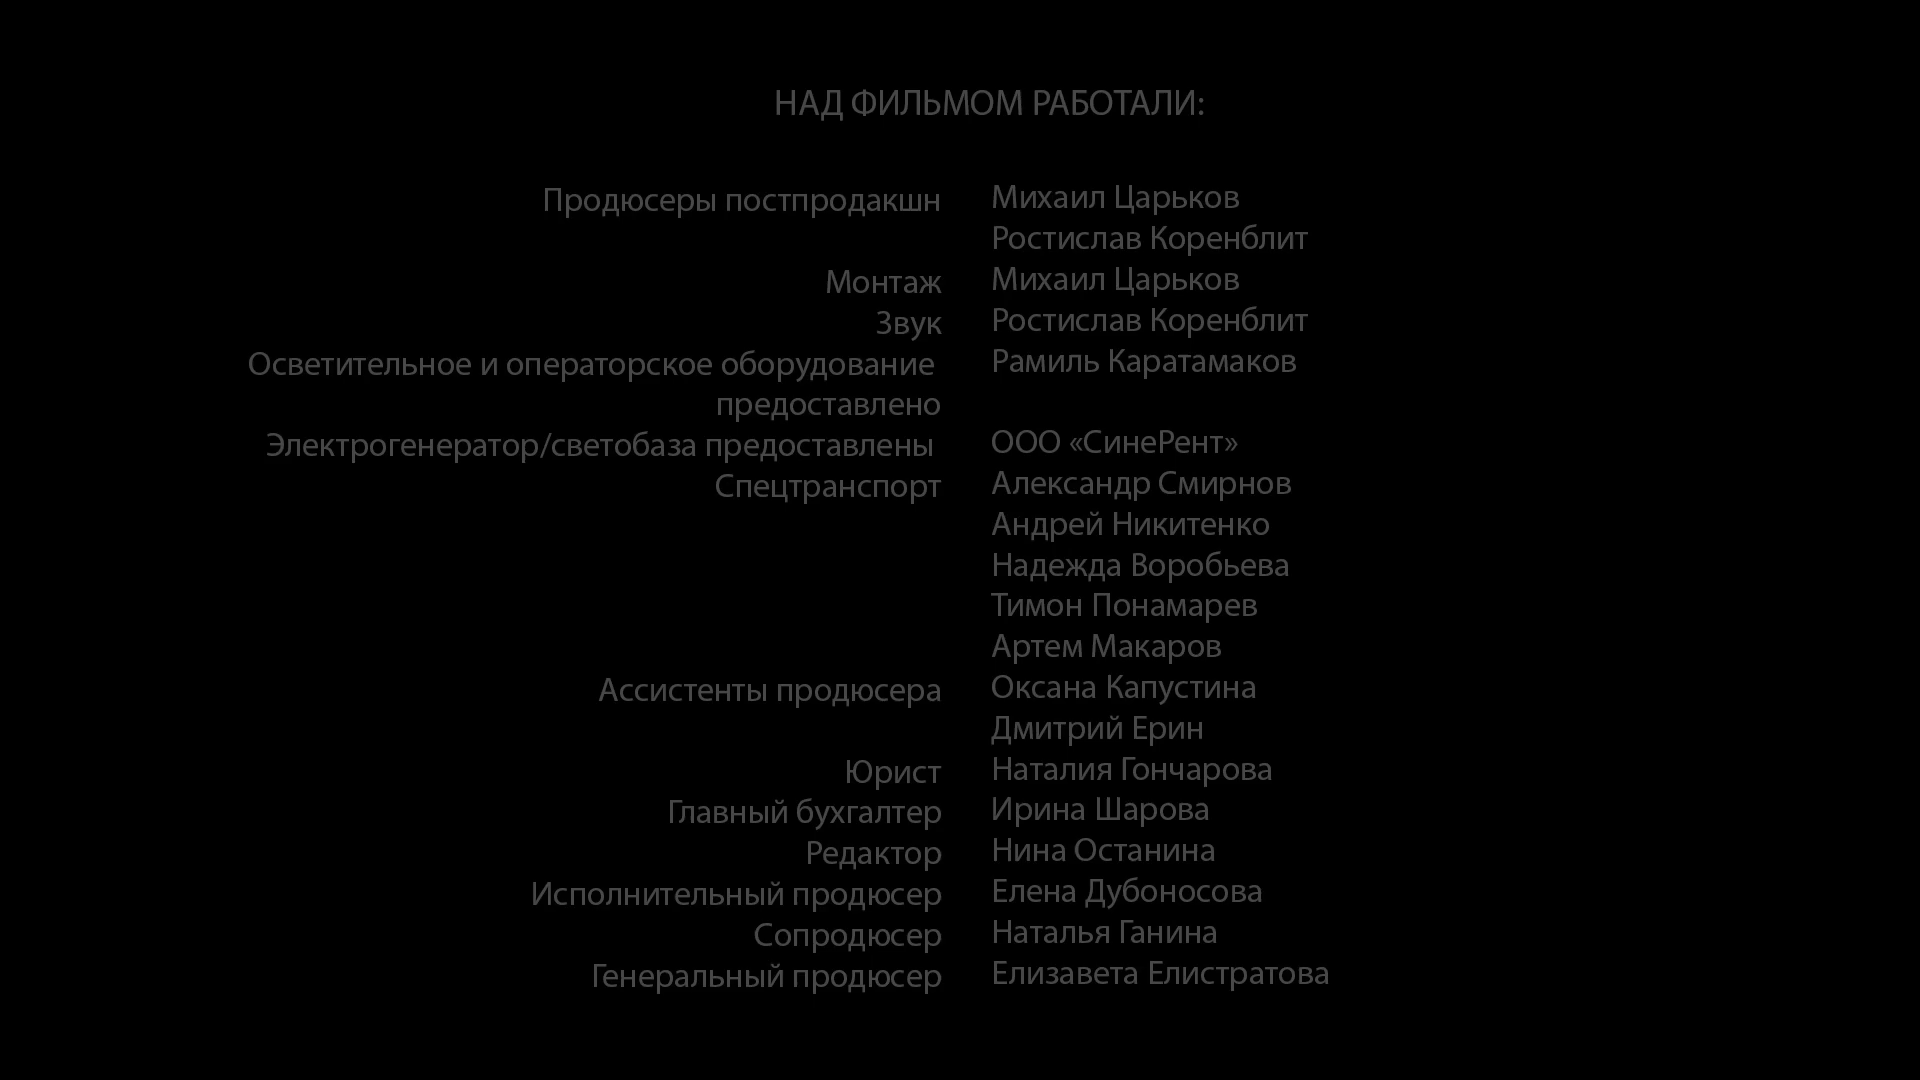 НАД ФИЛЬМОМ РАБОТАЛИ:
Продюсеры постпродакшн Михаил Царьков
Ростислав Коренблит
Монтаж Михаил Царьков
Звук Ростислав Коренблит
Осветительное и операторское оборудование Рамиль Каратамаков
предоставлено
Электрогенератор/светобаза предоставлены ООО «СинеРент»
Спецтранспорт Александр Смирнов
Андрей Никитенко
Надежда Воробьева
Тимон Понамарев
Артем Макаров
Ассистенты продюсера Оксана Капустина
Дмитрий Ерин
Юрист Наталия Гончарова
Главный бухгалтер Ирина Шарова
Редактор Нина Останина
Исполнительный продюсер Елена Дубоносова
Сопродюсер Наталья Ганина
Генеральный продюсер Елизавета Елистратова